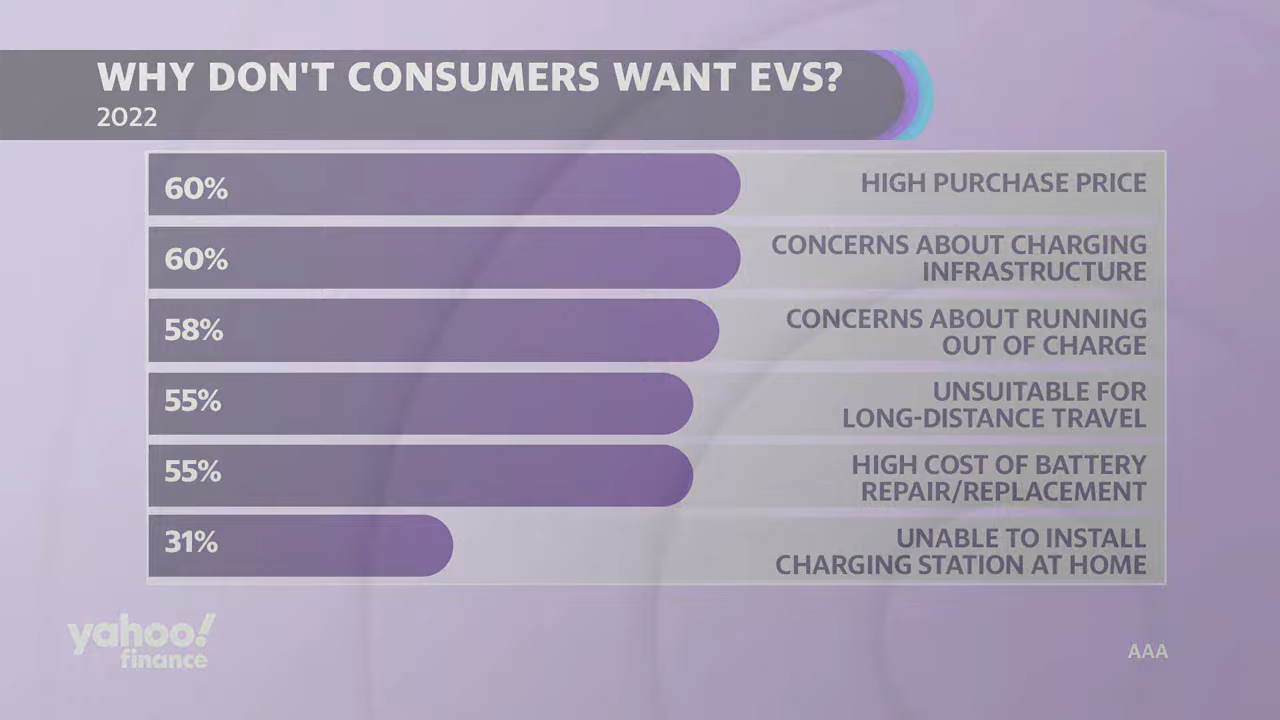 WHY DON'T CONSUMERS WANT EVS?
2022
60%
HIGH PURCHASE PRICE
60%
CONCERNS ABOUT CHARGING
INFRASTRUCTURE
58%
CONCERNS ABOUT RUNNING
OUT OF CHARGE
55%
UNSUITABLE FOR
LONG-DISTANCE TRAVEL
55%
HIGH COST OF BATTERY
REPAIR/REPLACEMENT
31%
UNABLE TO INSTALL
CHARGING STATION AT HOME
yahoo!
finance
AAA